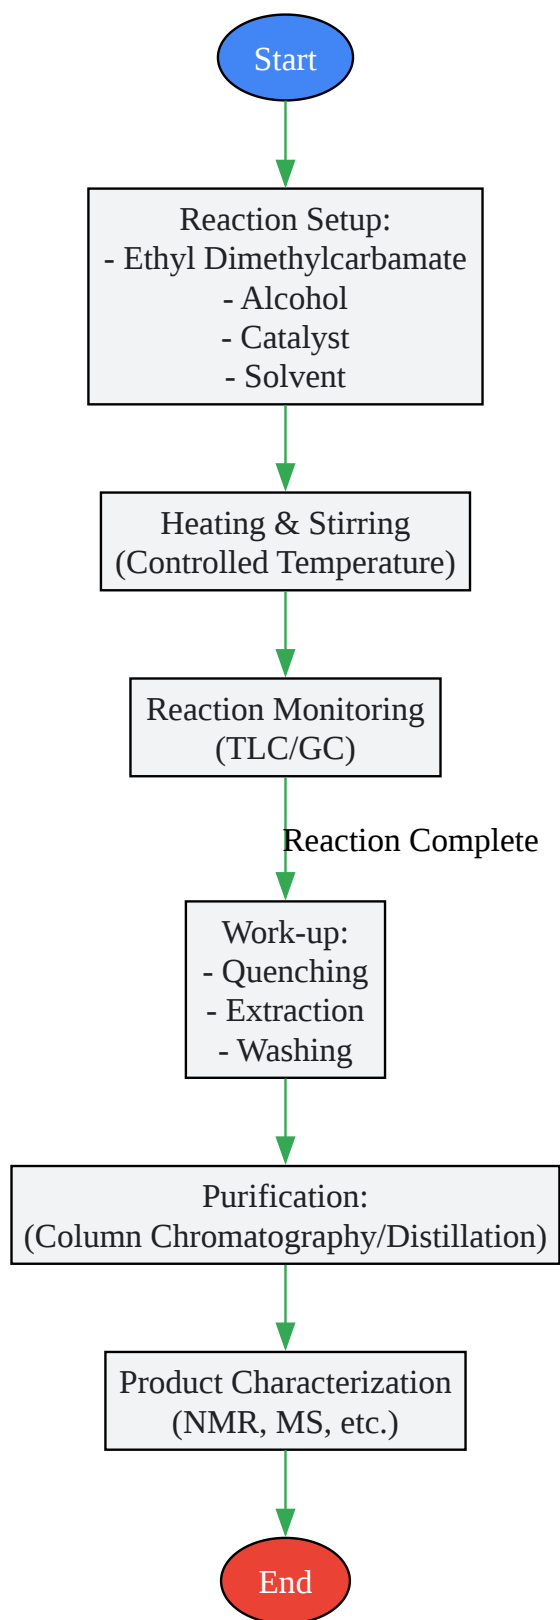 Start
Reaction Setup:
- Ethyl Dimethylcarbamate
- Alcohol
- Catalyst
- Solvent
Heating & Stirring
(Controlled Temperature)
Reaction Monitoring
(TLC/GC)
Reaction Complete
Work-up:
- Quenching
- Extraction
- Washing
Purification:
(Column Chromatography/Distillation)
Product Characterization
(NMR, MS, etc.)
End